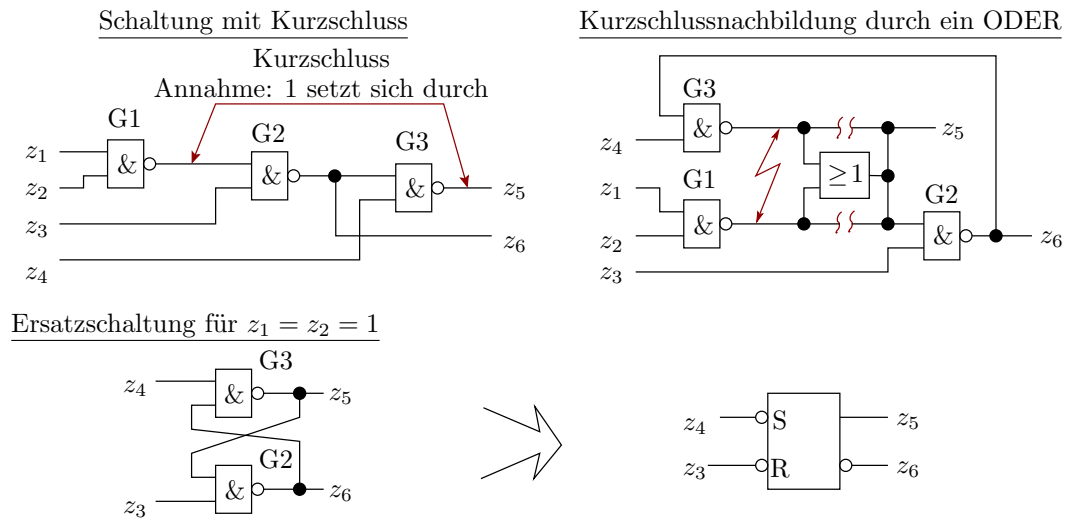 Schaltung mit Kurzschluss
Kurzschluss
Annahme: 1 setzt sich durch
G1
G2
G3
z₁
z₂
z₃
z₄
&
&
&
z₅
z₆
Kurzschlussnachbildung durch ein ODER
G3
z₄
&
z₅
z₁
G1
≥1
G2
z₂
&
&
z₆
z₃
Ersatzschaltung für z₁ = z₂ = 1
G3
z₄
&
z₅
G2
z₃
&
z₆
z₄
S
z₅
z₃
R
z₆